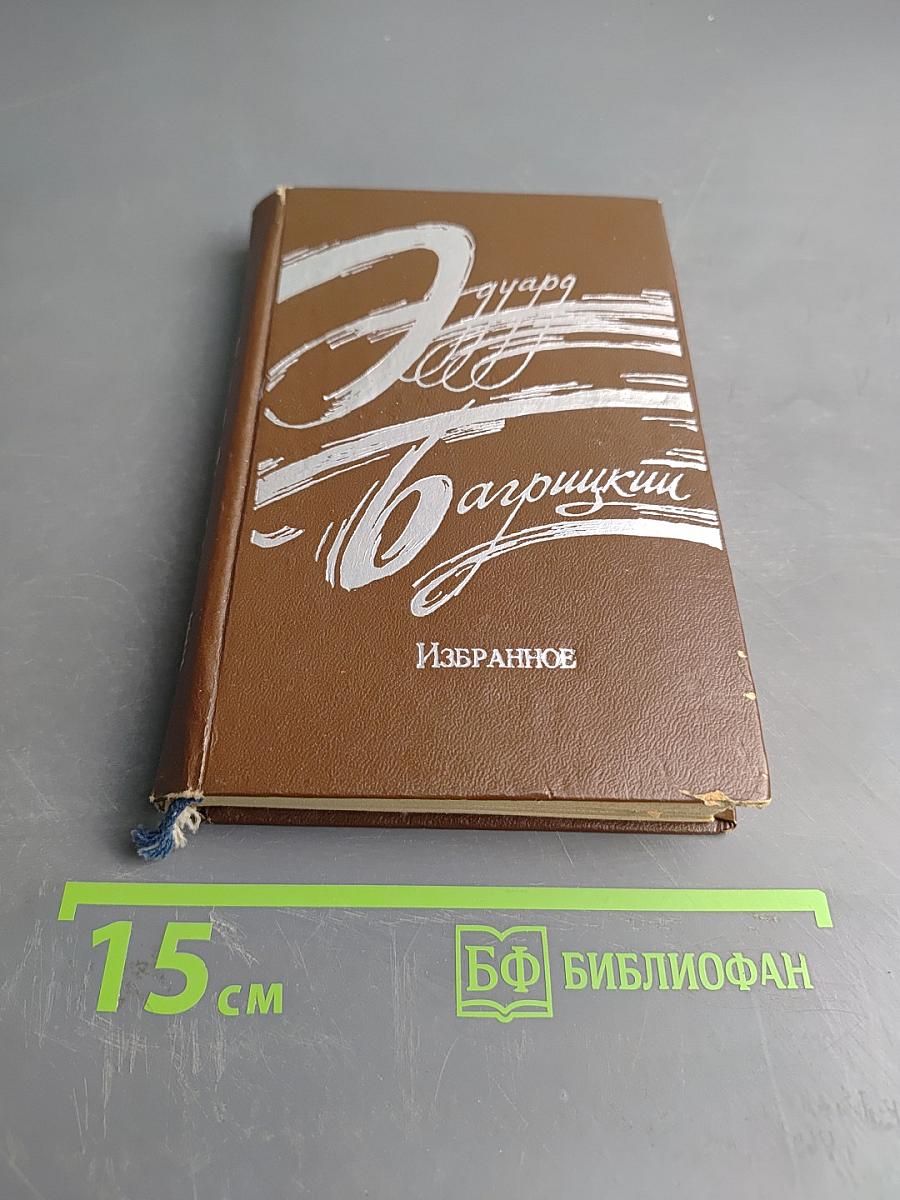 Эдуард
Багрицкий
Избранное
15 см
БФ БИБЛИОФАН